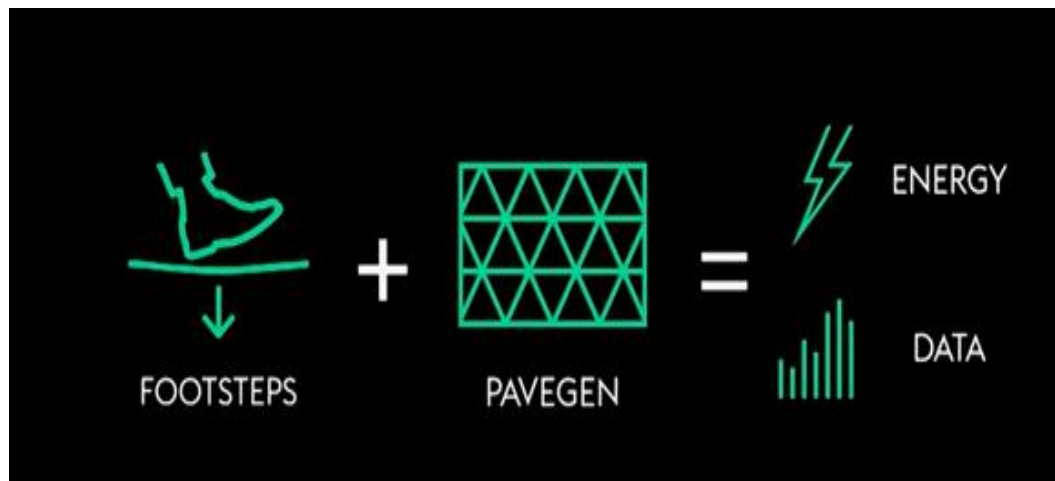 FOOTSTEPS
+
PAVEGEN
=
ENERGY
DATA